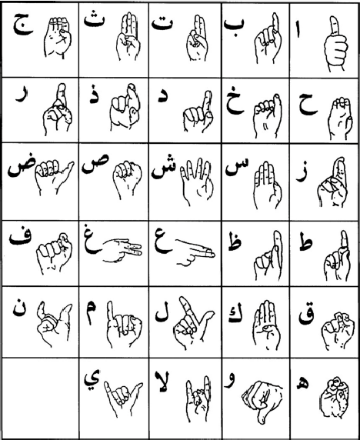 ا ب ت ث ج
ح خ د ذ ر
ز س ش ص ض
ط ظ ع غ ف
ق ك ل م ن
ه و لا ي